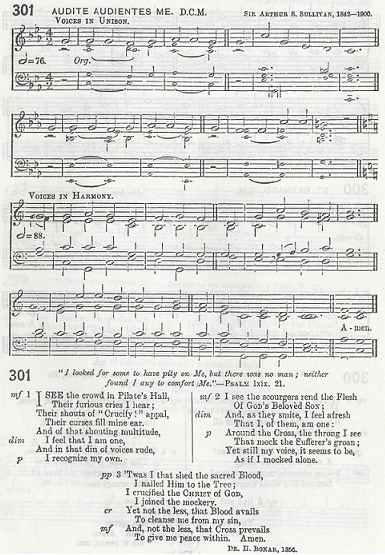 301 AUDITE AUDIENTES ME. D.C.M. SIR ARTHUR S. SULLIVAN, 1842—1900.
VOICES IN UNISON.
=76. Org.
VOICES IN HARMONY.
=88.
A - men.
301 "I looked for some to have pity on Me, but there was no man; neither
found I any to comfort Me."—PSALM lxix. 21.
mf 1 I SEE the crowd in Pilate's Hall,
Their furious cries I hear;
Their shouts of "Crucify!" appal,
Their curses fill mine ear.
And of that shouting multitude,
dim I feel that I am one,
And in that din of voices rude,
p I recognize my own.
mf 2 I see the scourgers rend the Flesh
Of GOD'S Belovèd SON;
dim And, as they smite, I feel afresh
That I, of them, am one:
p Around the Cross, the throng I see
That mock the Sufferer's groan;
Yet still my voice, it seems to be,
As if I mocked alone.
pp 3 'Twas I that shed the sacred Blood,
I nailed Him to the Tree;
I crucified the CHRIST of GOD,
I joined the mockery.
cr Yet not the less, that Blood avails
To cleanse me from my sin,
mf And, not the less, that Cross prevails
To give me peace within. Amen.
DR. H. BONAR, 1856.